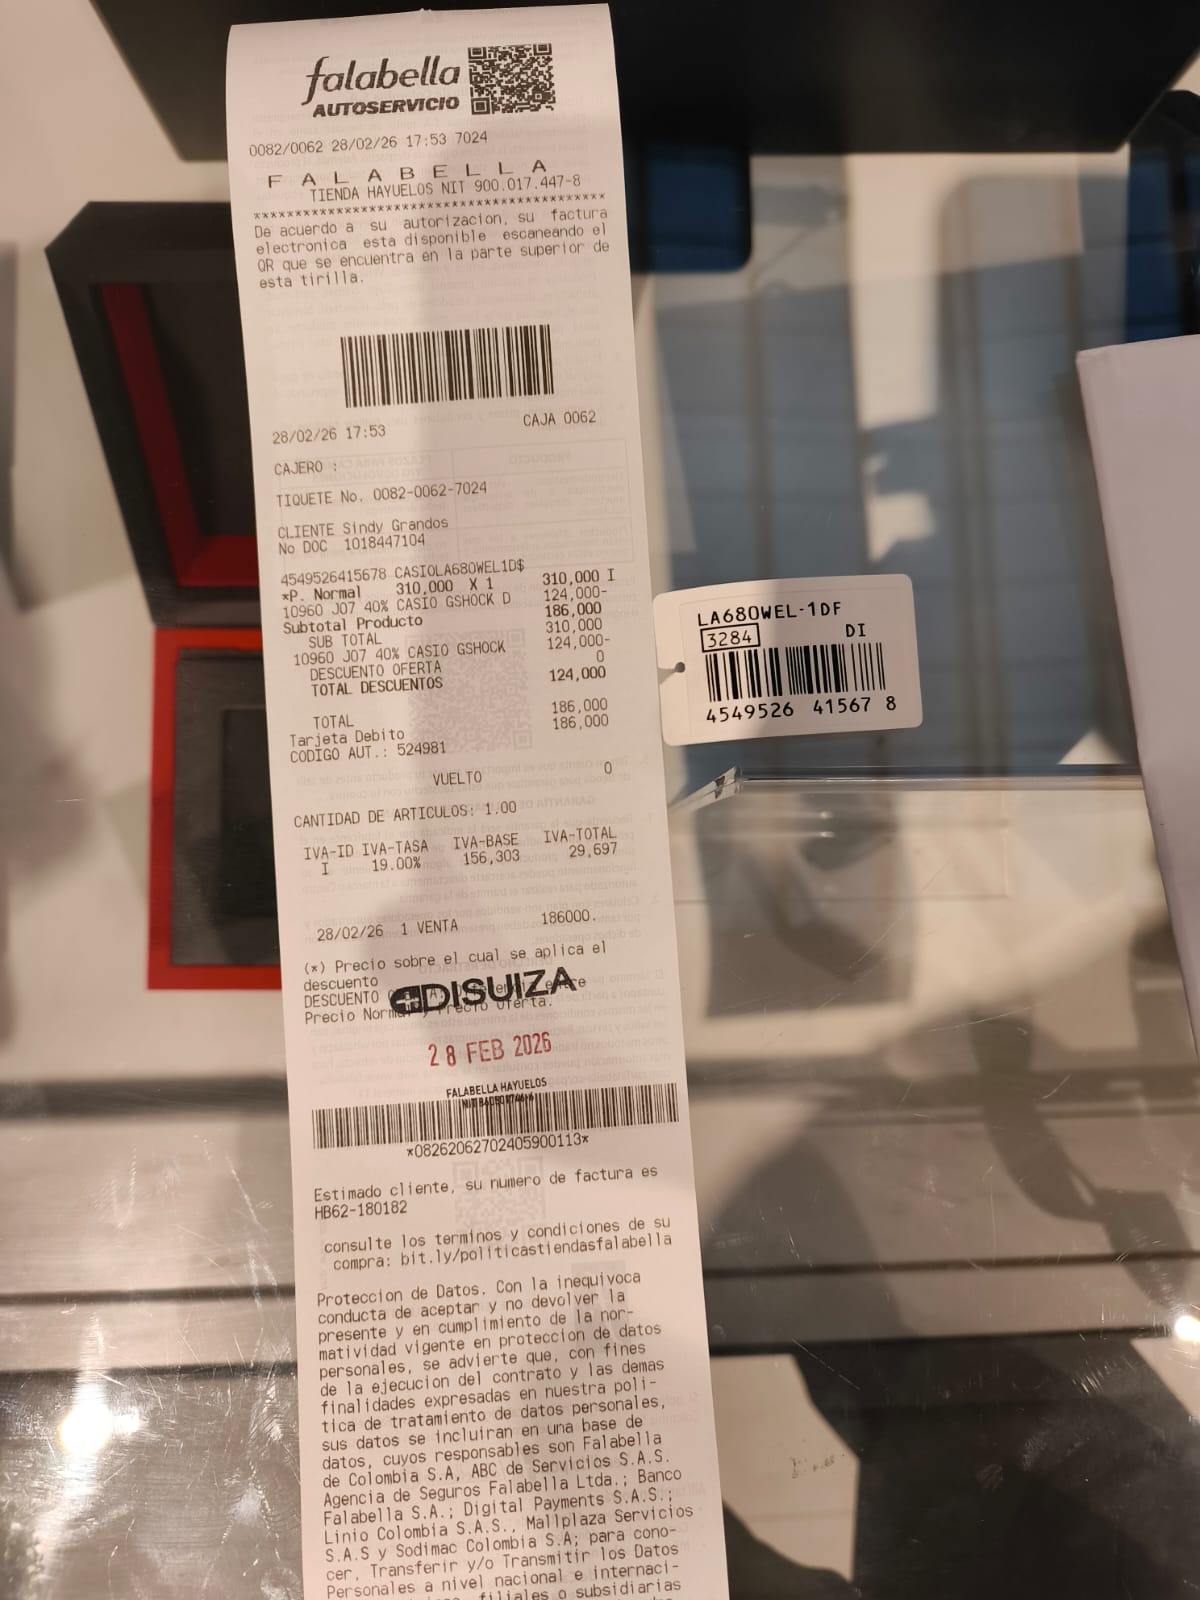 falabella
AUTOSERVICIO
0082/0062 28/02/26 17:53 7024
F A L A B E L L A
TIENDA HAYUELOS NIT 900.017.447-8
******************************************
De acuerdo a su autorizacion, su factura
electronica esta disponible escaneando el
QR que se encuentra en la parte superior de
esta tirilla.
28/02/26 17:53 CAJA 0062
CAJERO :
TIQUETE No. 0082-0062-7024
CLIENTE Sindy Grandos
No DOC 1018447104
4549526415678 CASIOLA680WEL1D$
*P. Normal 310,000 X 1 310,000 I
10960 J07 40% CASIO GSHOCK D 124,000-
Subtotal Producto 186,000
SUB TOTAL 310,000
10960 J07 40% CASIO GSHOCK 124,000-
DESCUENTO OFERTA 0
TOTAL DESCUENTOS 124,000
TOTAL 186,000
Tarjeta Debito 186,000
CODIGO AUT.: 524981
VUELTO 0
CANTIDAD DE ARTICULOS: 1.00
IVA-ID IVA-TASA IVA-BASE IVA-TOTAL
I 19.00% 156,303 29,697
28/02/26 1 VENTA 186000.
(*) Precio sobre el cual se aplica el
descuento
DESCUENTO
DISUIZA
Precio Normal y Precio Oferta.
28 FEB 2026
FALABELLA HAYUELOS
*08262062702405900113*
Estimado cliente, su numero de factura es
HB62-180182
consulte los terminos y condiciones de su
compra: bit.ly/politicastiendasfalabella
Proteccion de Datos. Con la inequivoca
conducta de aceptar y no devolver la
presente y en cumplimiento de la nor-
matividad vigente en proteccion de datos
personales, se advierte que, con fines
de la ejecucion del contrato y las demas
finalidades expresadas en nuestra poli-
tica de tratamiento de datos personales,
sus datos se incluiran en una base de
datos, cuyos responsables son Falabella
de Colombia S.A, ABC de Servicios S.A.S.
Agencia de Seguros Falabella Ltda.; Banco
Falabella S.A.; Digital Payments S.A.S.;
Linio Colombia S.A.S., Mallplaza Servicios
S.A.S y Sodimac Colombia S.A; para cono-
cer, Transferir y/o Transmitir los Datos
Personales a nivel nacional e internaci-
filiales o subsidiarias
LA680WEL-1DF
3284 DI
4549526 41567 8